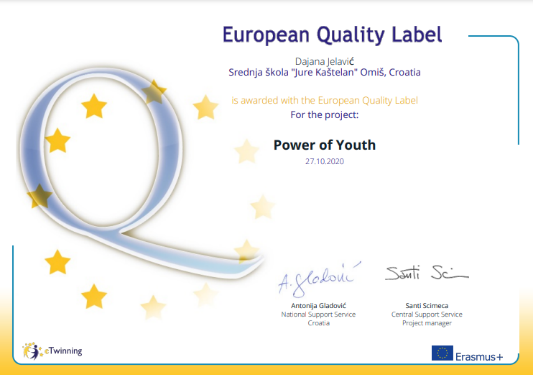 European Quality Label
Dajana Jelavić
Srednja škola "Jure Kaštelan" Omiš, Croatia
is awarded with the European Quality Label
For the project:
Power of Youth
27.10.2020
A. Gladović
Santi Sci
Antonija Gladović
National Support Service
Croatia
Santi Scimeca
Central Support Service
Project manager
eTwinning
Erasmus+